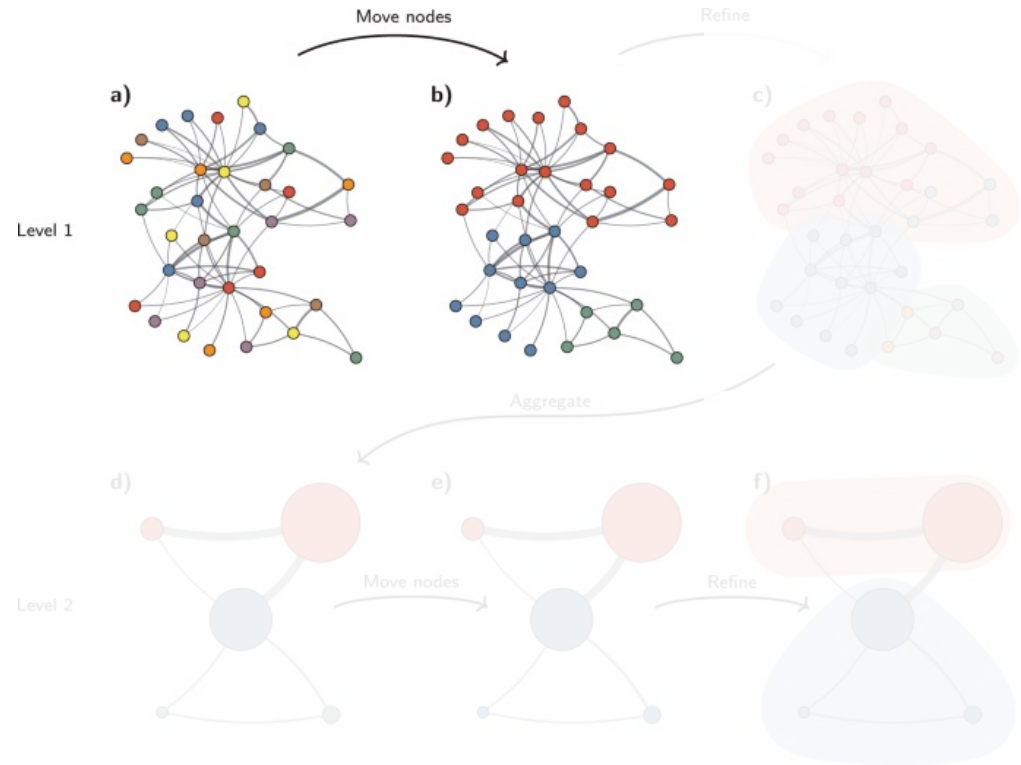 Move nodes
Refine
a)
b)
c)
Level 1
Aggregate
d)
e)
f)
Move nodes
Refine
Level 2